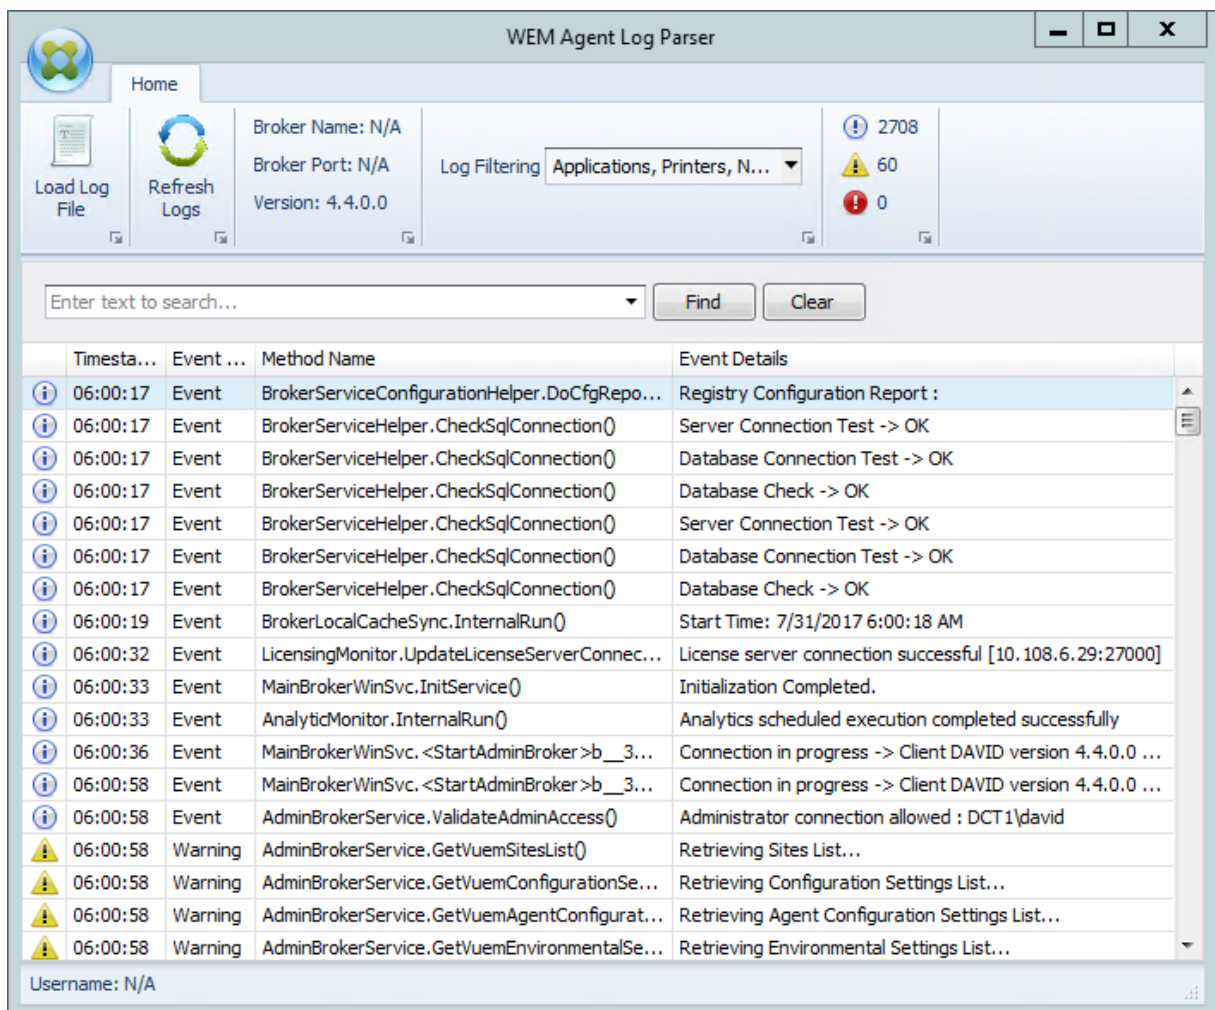 WEM Agent Log Parser
Home
Load Log File
Refresh Logs
Broker Name: N/A
Broker Port: N/A
Version: 4.4.0.0
Log Filtering Applications, Printers, N...
2708
60
0
Enter text to search...
Find Clear
Timesta... Event ... Method Name Event Details
06:00:17 Event BrokerServiceConfigurationHelper.DoCfgRepo... Registry Configuration Report :
06:00:17 Event BrokerServiceHelper.CheckSqlConnection() Server Connection Test -> OK
06:00:17 Event BrokerServiceHelper.CheckSqlConnection() Database Connection Test -> OK
06:00:17 Event BrokerServiceHelper.CheckSqlConnection() Database Check -> OK
06:00:17 Event BrokerServiceHelper.CheckSqlConnection() Server Connection Test -> OK
06:00:17 Event BrokerServiceHelper.CheckSqlConnection() Database Connection Test -> OK
06:00:17 Event BrokerServiceHelper.CheckSqlConnection() Database Check -> OK
06:00:19 Event BrokerLocalCacheSync.InternalRun() Start Time: 7/31/2017 6:00:18 AM
06:00:32 Event LicensingMonitor.UpdateLicenseServerConnec... License server connection successful [10.108.6.29:27000]
06:00:33 Event MainBrokerWinSvc.InitService() Initialization Completed.
06:00:33 Event AnalyticMonitor.InternalRun() Analytics scheduled execution completed successfully
06:00:36 Event MainBrokerWinSvc.<StartAdminBroker>b__3... Connection in progress -> Client DAVID version 4.4.0.0 ...
06:00:58 Event MainBrokerWinSvc.<StartAdminBroker>b__3... Connection in progress -> Client DAVID version 4.4.0.0 ...
06:00:58 Event AdminBrokerService.ValidateAdminAccess() Administrator connection allowed : DCT1\david
06:00:58 Warning AdminBrokerService.GetVuemSitesList() Retrieving Sites List...
06:00:58 Warning AdminBrokerService.GetVuemConfigurationSe... Retrieving Configuration Settings List...
06:00:58 Warning AdminBrokerService.GetVuemAgentConfigurat... Retrieving Agent Configuration Settings List...
06:00:58 Warning AdminBrokerService.GetVuemEnvironmentalSe... Retrieving Environmental Settings List...
Username: N/A